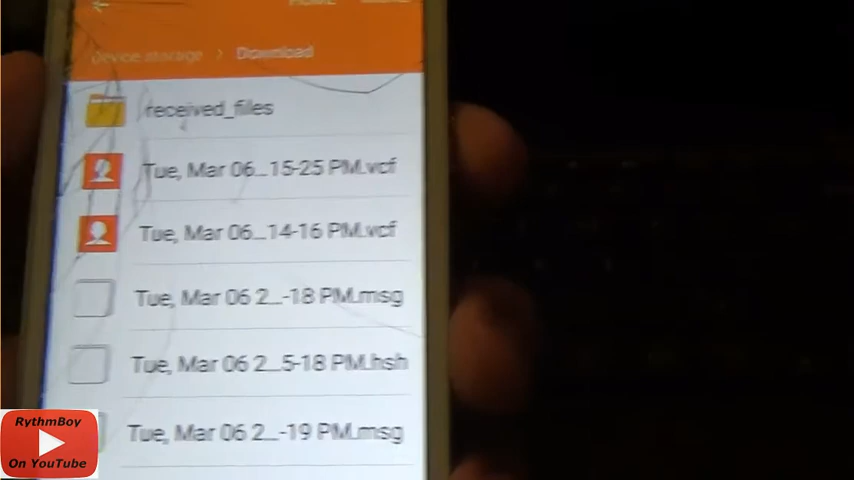 Device storage > Download
received_files
Tue, Mar 06...15-25 PM.vcf
Tue, Mar 06...14-16 PM.vcf
Tue, Mar 06 2...-18 PM.msg
Tue, Mar 06 2...5-18 PM.hsh
Tue, Mar 06 2...-19 PM.msg
RythmBoy
On YouTube